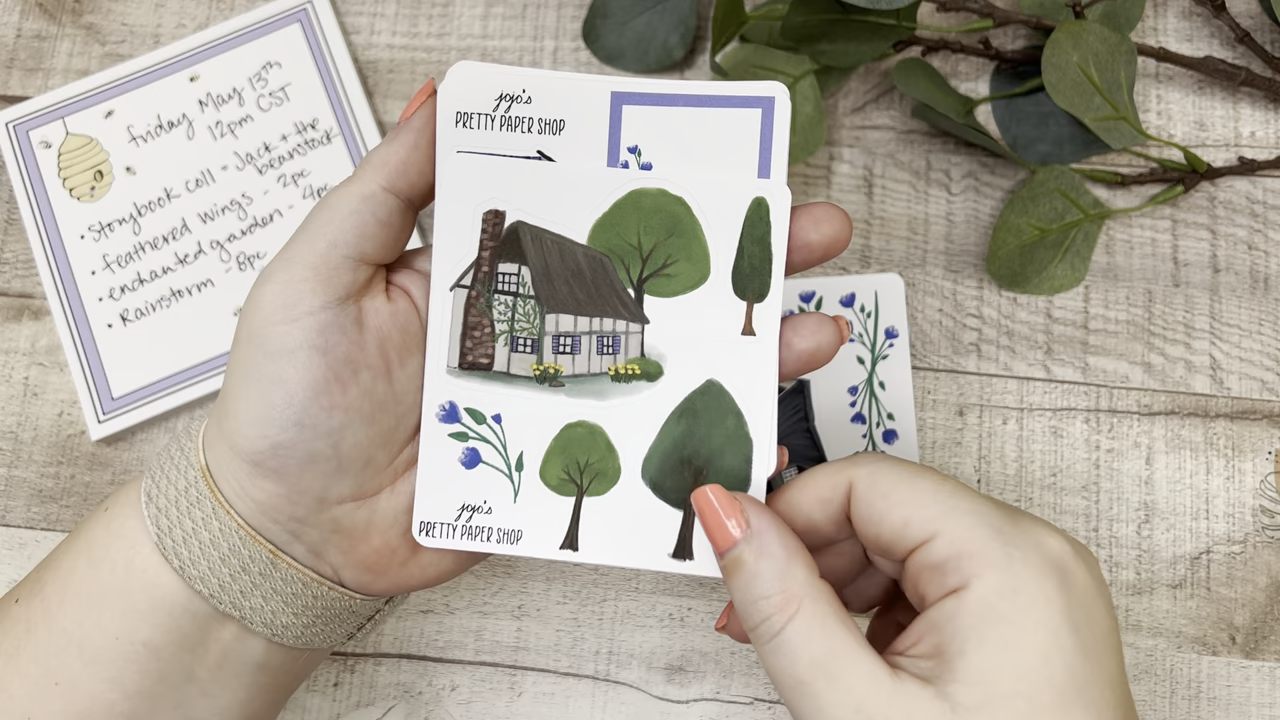 friday May 13th
12pm CST
• Storybook coll - Jack + the
beanstock
• feathered wings - 2pc
• enchanted garden - 4pc
• Rainstorm - 8pc
jojo's
PRETTY PAPER SHOP
jojo's
PRETTY PAPER SHOP